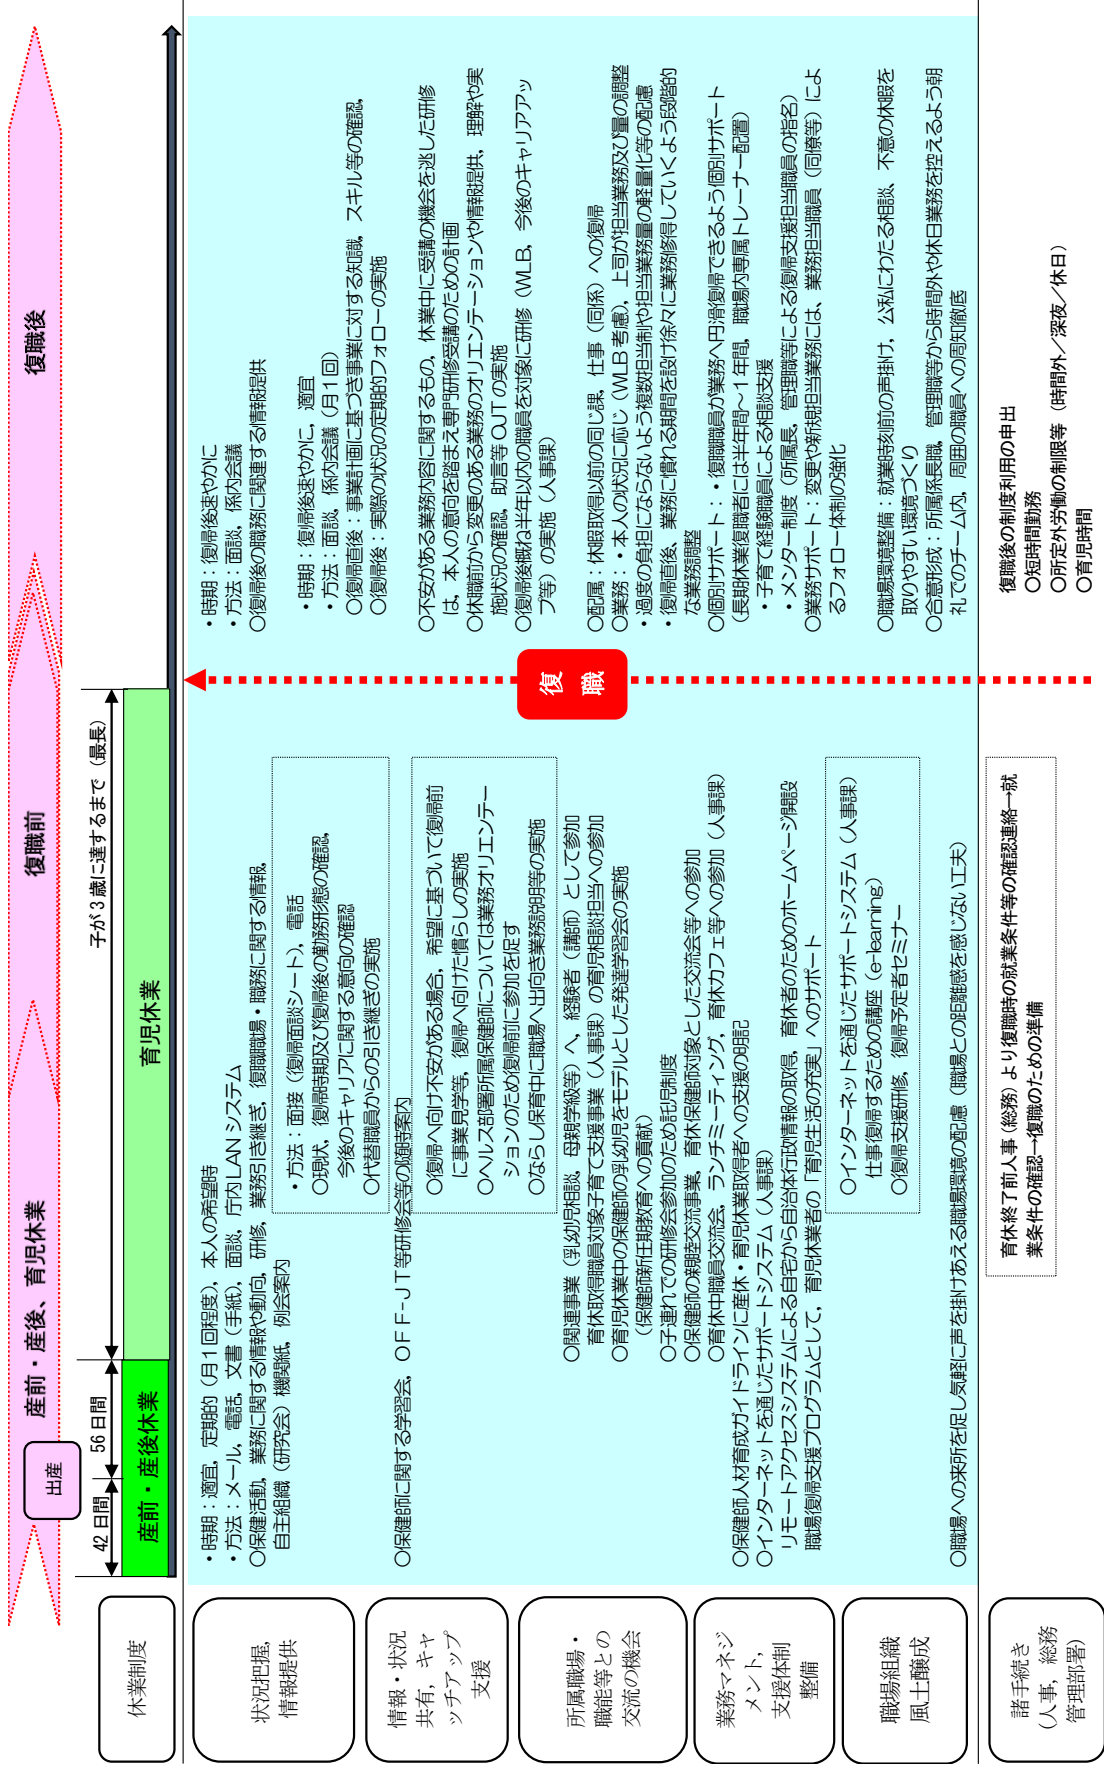 産前・産後、育児休業
復職前
復職後
出産
42 日間
56 日間
子が３歳に達するまで（最長）
休業制度
産前・産後休業
育児休業
状況把握,
情報提供
・時期：適宜，定期的（月１回程度），本人の希望時
・方法：メール，電話，文書（手紙），面談，庁内 LAN システム
〇保健活動，業務に関する情報や動向，研修，業務引き継ぎ，復職職場・職務に関する情報，
自主組織（研究会）機関紙，例会案内
・方法：面接（復帰面談シート），電話
〇現状，復帰時期及び復帰後の勤務形態の確認，
今後のキャリアに関する意向の確認
〇代替職員からの引き継ぎの実施
・時期：復帰後速やかに
・方法：面談，係内会議
〇復帰後の職務に関連する情報提供
・時期：復帰後速やかに，適宜
・方法：面談，係内会議（月１回）
〇復帰直後：事業計画に基づき事業に対する知識，スキル等の確認，
〇復帰後：実際の状況の定期的フォローの実施
情報・状況
共有，キャ
ッチアップ
支援
〇保健師に関する学習会，ＯＦＦ-ＪＴ等研修会等の随時案内
〇復帰へ向け不安がある場合，希望に基づいて復帰前
に事業見学等，復帰へ向けた慣らしの実施
〇ヘルス部署所属保健師については業務オリエンテー
ションのため復帰前に参加を促す
〇ならし保育中に職場へ出向き業務説明等の実施
〇不安がある業務内容に関するもの，休業中に受講の機会を逃した研修
は，本人の意向を踏まえ専門研修受講のための計画
〇休職前から変更のある業務のオリエンテーションや情報提供，理解や実
施状況の確認，助言等 OJT の実施
〇復帰後概ね半年以内の職員を対象に研修（WLB，今後のキャリアアッ
プ等）の実施（人事課）
所属職場・
職能等との
交流の機会
〇関連事業（乳幼児相談，母親学級等）へ，経験者（講師）として参加
育休取得職員対象子育て支援事業（人事課）の育児相談担当への参加
〇育児休業中の保健師の乳幼児をモデルとした発達学習会の実施
（保健師新任期教育への貢献）
〇子連れでの研修会参加のため託児制度
〇保健師の親睦交流事業，育休保健師対象とした交流会等への参加
〇育休中職員交流会，ランチミーティング，育休カフェ等への参加（人事課）
〇配属：休暇取得以前の同じ課，仕事（同係）への復帰
〇業務：・本人の状況に応じ（WLB 考慮），上司が担当業務及び量の調整
・過度の負担にならないよう複数担当制や担当業務量の軽量化等の配慮
・復帰直後，業務に慣れる期間を設け徐々に業務修得していくよう段階的
な業務調整
業務マネジ
メント,
支援体制
整備
〇保健師人材育成ガイドラインに産休・育児休業取得者への支援の明記
〇インターネットを通じたサポートシステム（人事課）
リモートアクセスシステムによる自宅から自治体行政情報の取得，育休者のためのホームページ開設
職場復帰支援プログラムとして，育児休業者の「育児生活の充実」へのサポート
〇インターネットを通じたサポートシステム（人事課）
仕事復帰するための講座（e-learning）
〇復帰支援研修，復帰予定者セミナー
〇個別サポート：・復帰職員が業務へ円滑復帰できるよう個別サポート
（長期休業復職者には半年間～１年間，職場内専属トレーナー配置）
・子育て経験職員による相談支援
・メンター制度（所属長，管理職等による復帰支援担当職員の指名）
〇業務サポート：変更や新規担当業務には，業務担当職員（同僚等）によ
るフォロー体制の強化
職場組織
風土醸成
〇職場への来所を促し気軽に声を掛けあえる職場環境の配慮（職場との距離感を感じない工夫）
〇職場環境整備：就業時刻前の声掛け，公私にわたる相談，不意の休暇を
取りやすい環境づくり
〇合意形成：所属係長職，管理職等から時間外や休日業務を控えるよう朝
礼でのチーム内，周囲の職員への周知徹底
復
職
諸手続き
（人事，総務
管理部署）
育休終了前人事（総務）より復職時の就業条件等の確認連絡→就
業条件の確認→復職のための準備
復職後の制度利用の申出
〇短時間勤務
〇所定外労働の制限等（時間外／深夜／休日）
〇育児時間